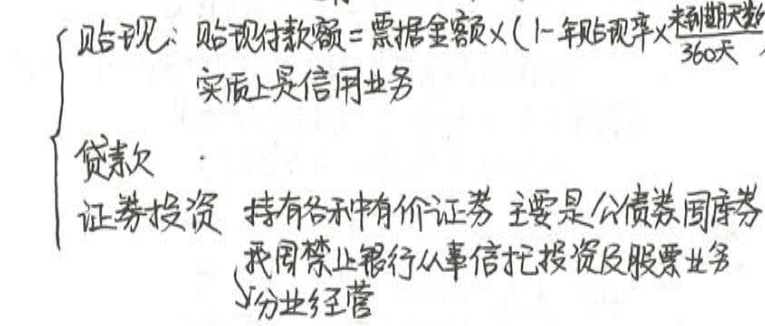 贴现：贴现付款额=票据金额×(1-年贴现率×未到期天数/360天)
实质上是信用业务
贷款
证券投资 持有各种有价证券 主要是公债券国库券
我国禁止银行从事信托投资及股票业务
分业经营